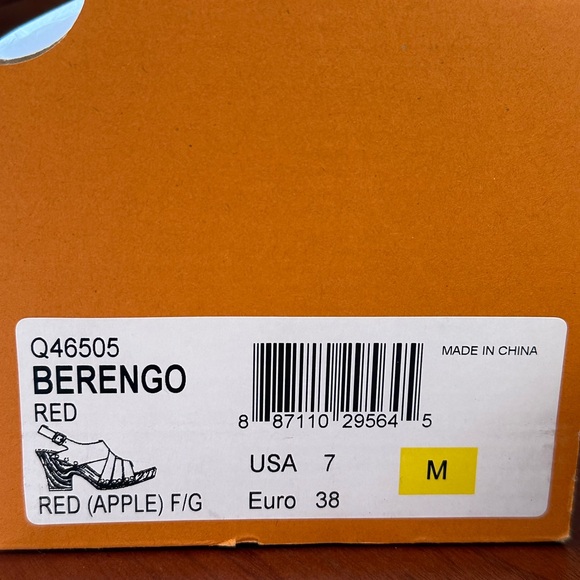 Q46505
BERENGO
RED
RED (APPLE) F/G
8 87110 29564 5
MADE IN CHINA
USA 7
Euro 38
M